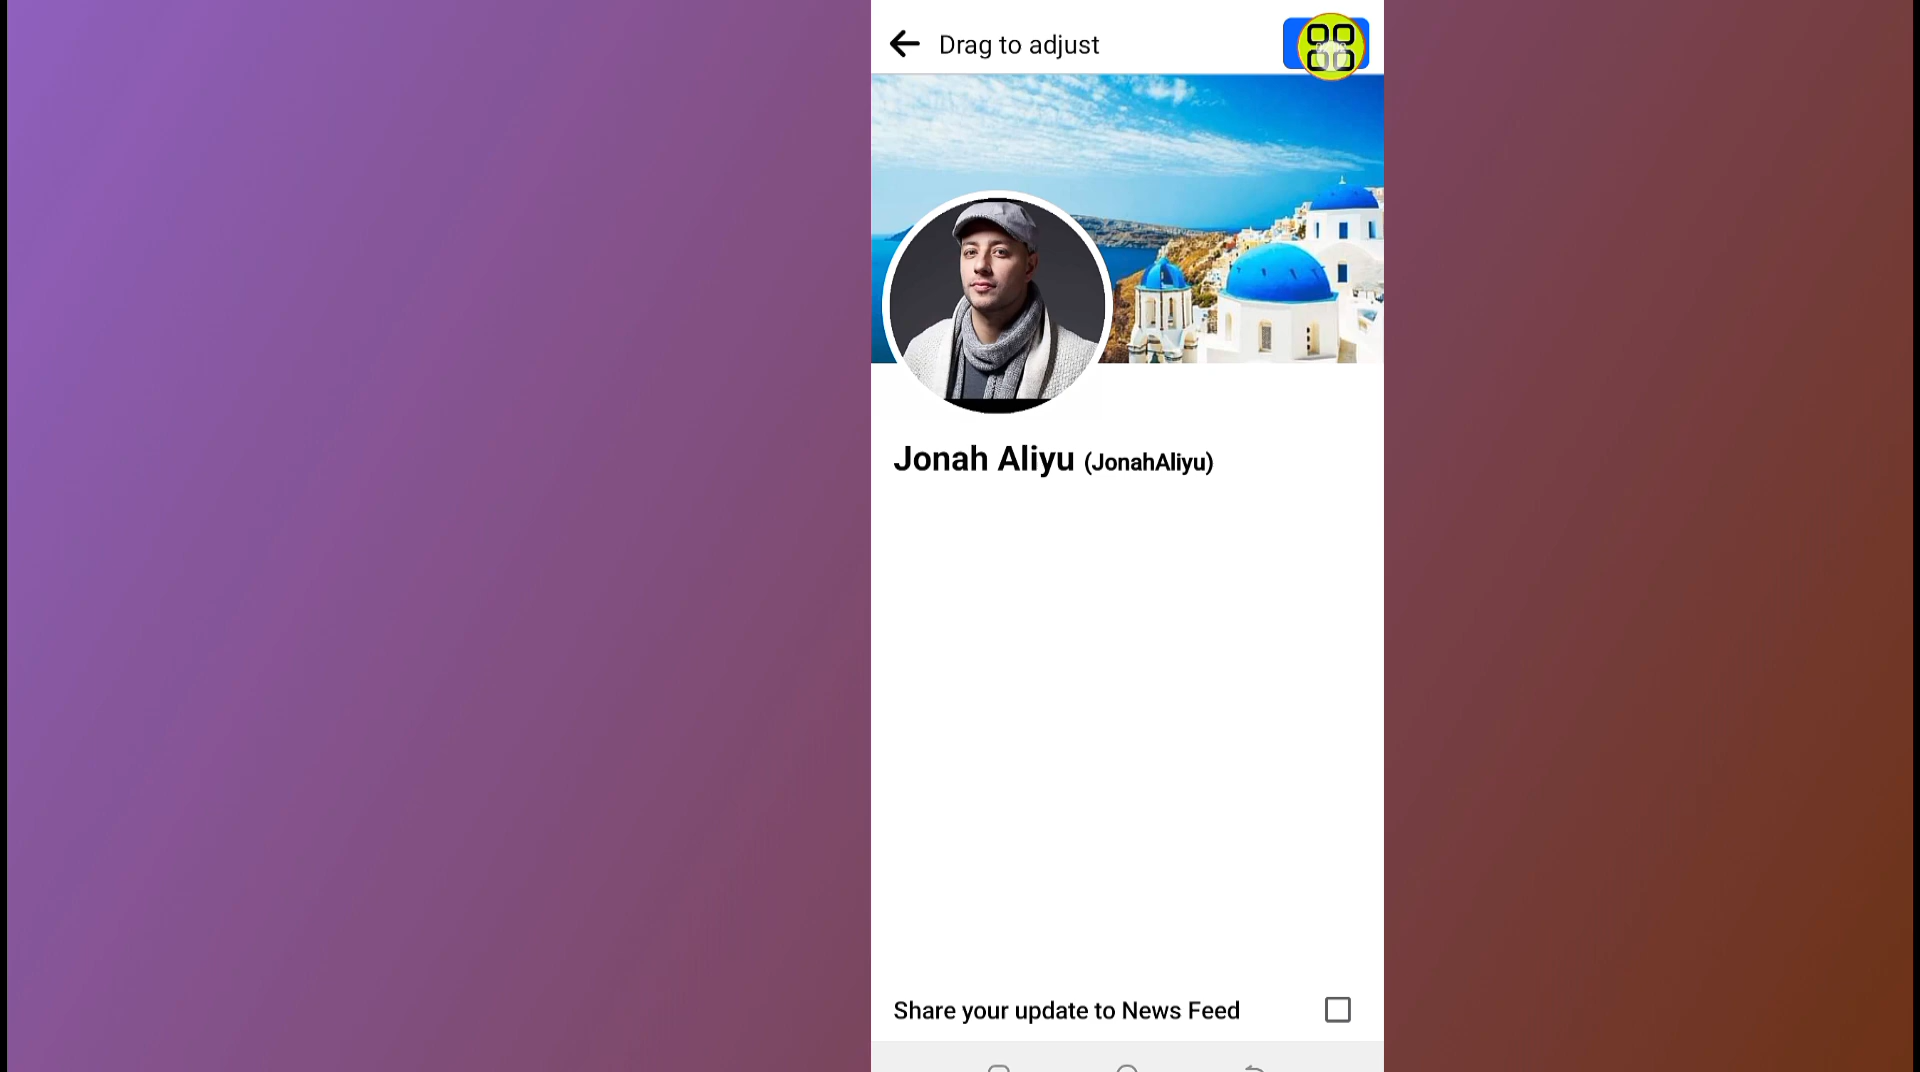 Drag to adjust
Jonah Aliyu (JonahAliyu)
Share your update to News Feed